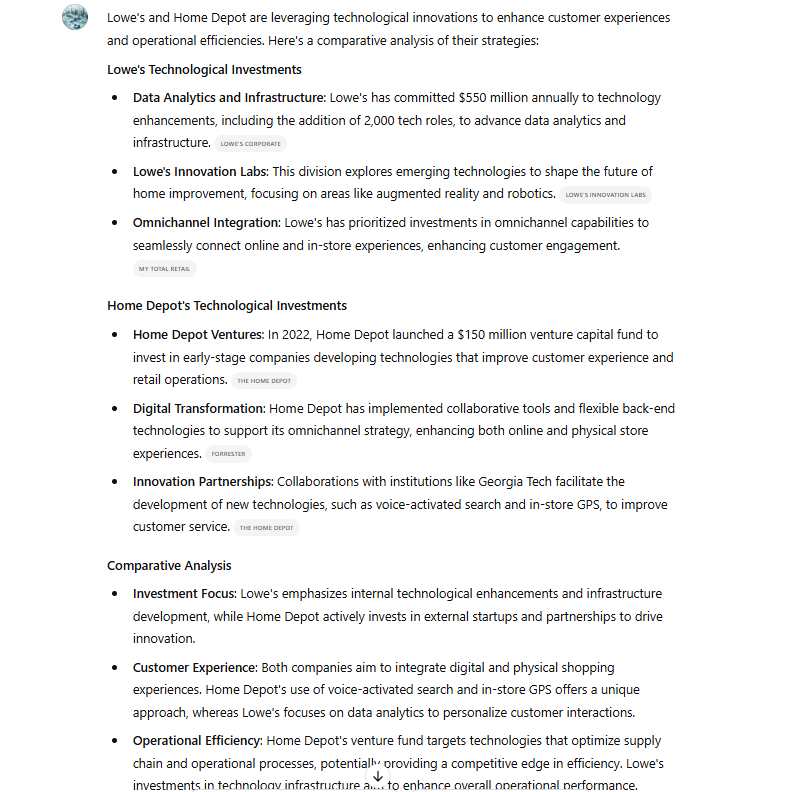 Lowe's and Home Depot are leveraging technological innovations to enhance customer experiences
and operational efficiencies. Here's a comparative analysis of their strategies:
Lowe's Technological Investments
Data Analytics and Infrastructure: Lowe's has committed $550 million annually to technology
enhancements, including the addition of 2,000 tech roles, to advance data analytics and
infrastructure. LOWE'S CORPORATE
Lowe's Innovation Labs: This division explores emerging technologies to shape the future of
home improvement, focusing on areas like augmented reality and robotics. LOWE'S INNOVATION LABS
Omnichannel Integration: Lowe's has prioritized investments in omnichannel capabilities to
seamlessly connect online and in-store experiences, enhancing customer engagement.
MY TOTAL RETAIL
Home Depot's Technological Investments
Home Depot Ventures: In 2022, Home Depot launched a $150 million venture capital fund to
invest in early-stage companies developing technologies that improve customer experience and
retail operations. THE HOME DEPOT
Digital Transformation: Home Depot has implemented collaborative tools and flexible back-end
technologies to support its omnichannel strategy, enhancing both online and physical store
experiences. FORRESTER
Innovation Partnerships: Collaborations with institutions like Georgia Tech facilitate the
development of new technologies, such as voice-activated search and in-store GPS, to improve
customer service. THE HOME DEPOT
Comparative Analysis
Investment Focus: Lowe's emphasizes internal technological enhancements and infrastructure
development, while Home Depot actively invests in external startups and partnerships to drive
innovation.
Customer Experience: Both companies aim to integrate digital and physical shopping
experiences. Home Depot's use of voice-activated search and in-store GPS offers a unique
approach, whereas Lowe's focuses on data analytics to personalize customer interactions.
Operational Efficiency: Home Depot's venture fund targets technologies that optimize supply
chain and operational processes, potentially providing a competitive edge in efficiency. Lowe's
investments in technology infrastructure to enhance overall operational performance.